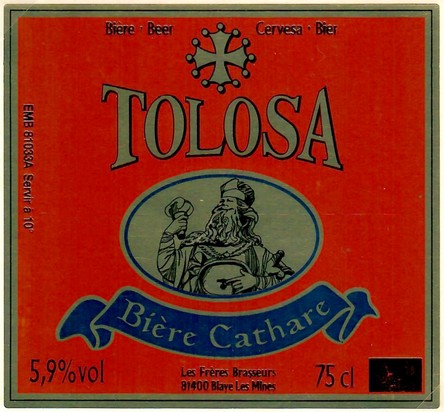 Bière · Beer Cervesa · Bier
TOLOSA
EMB 81033A Servir à 10°
Bière Cathare
5,9%vol
Les Frères Brasseurs
81400 Blaye Les Mines
75 cl